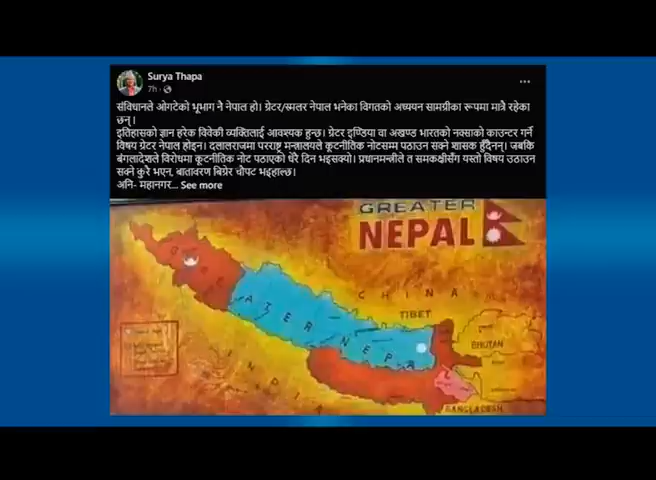 Surya Thapa
7h
संविधानले ओगटेको भूभाग नै नेपाल हो। ग्रेटर/स्मलर नेपाल भनेका विगतको अध्ययन सामग्रीका रूपमा मात्रै रहेका
छन् ।
इतिहासको ज्ञान हरेक विवेकी व्यक्तिलाई आवश्यक हुन्छ। ग्रेटर इण्डिया वा अखण्ड भारतको नक्साको काउन्टर गर्ने
विषय ग्रेटर नेपाल होइन। दलालराजमा परराष्ट्र मन्त्रालयले कूटनीतिक नोटसम्म पठाउन सक्ने शासक हुँदैनन्। जबकि
बंगलादेशले विरोधमा कूटनीतिक नोट पठाएको धेरै दिन भइसक्यो। प्रधानमन्त्रीले त समकक्षीसँग यस्तो विषय उठाउन
सक्ने कुरै भएन, बातावरण बिग्रेर चौपट भइहाल्छ।
अनि- महानगर... See more
GREATER
NEPAL
GREATER NEPAL
CHINA
TIBET
BHUTAN
INDIA
BANGLADESH